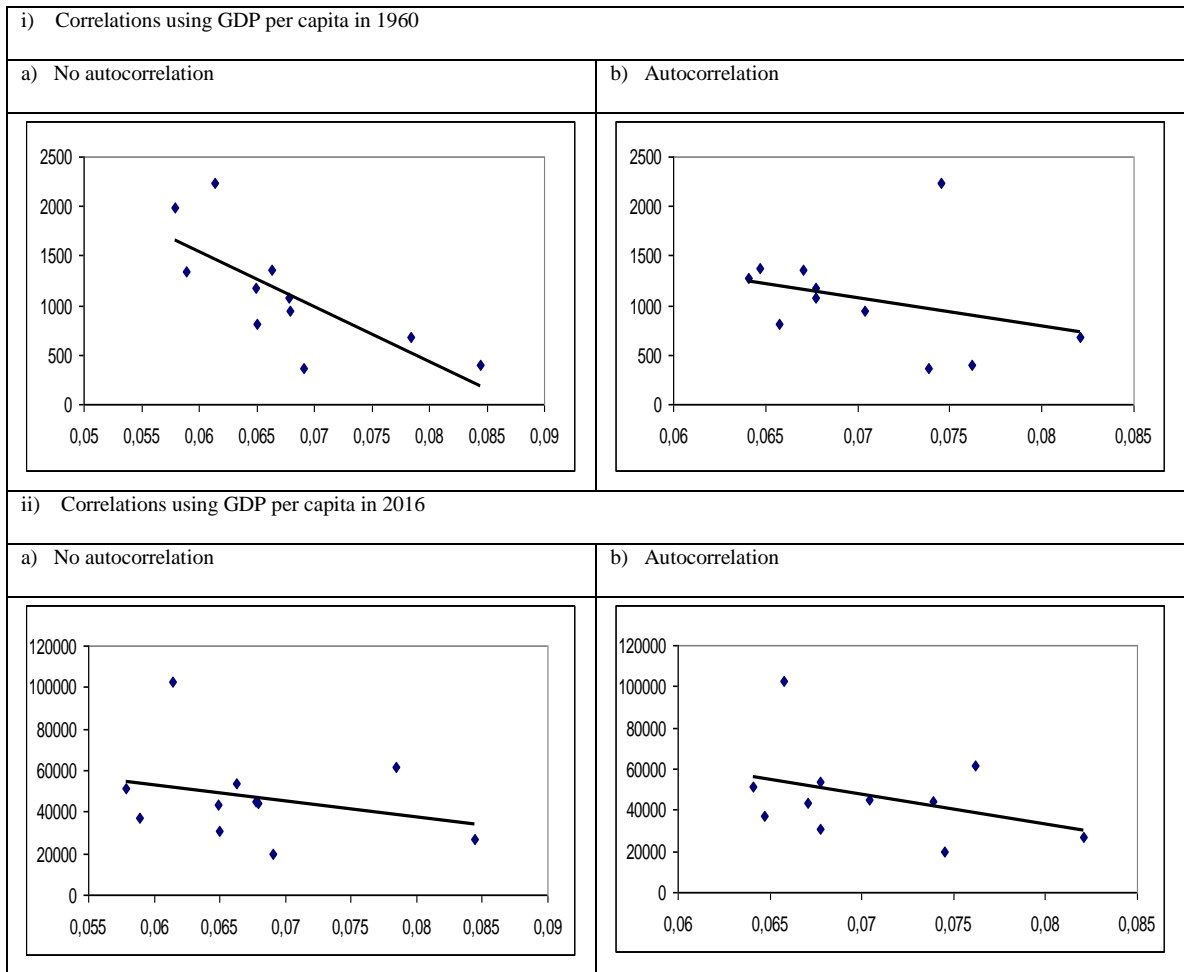 i) Correlations using GDP per capita in 1960
a) No autocorrelation
b) Autocorrelation
2500
2000
1500
1000
500
0
0,05 0,055 0,06 0,065 0,07 0,075 0,08 0,085 0,09
2500
2000
1500
1000
500
0
0,06 0,065 0,07 0,075 0,08 0,085
ii) Correlations using GDP per capita in 2016
a) No autocorrelation
b) Autocorrelation
120000
100000
80000
60000
40000
20000
0
0,055 0,06 0,065 0,07 0,075 0,08 0,085 0,09
120000
100000
80000
60000
40000
20000
0
0,06 0,065 0,07 0,075 0,08 0,085